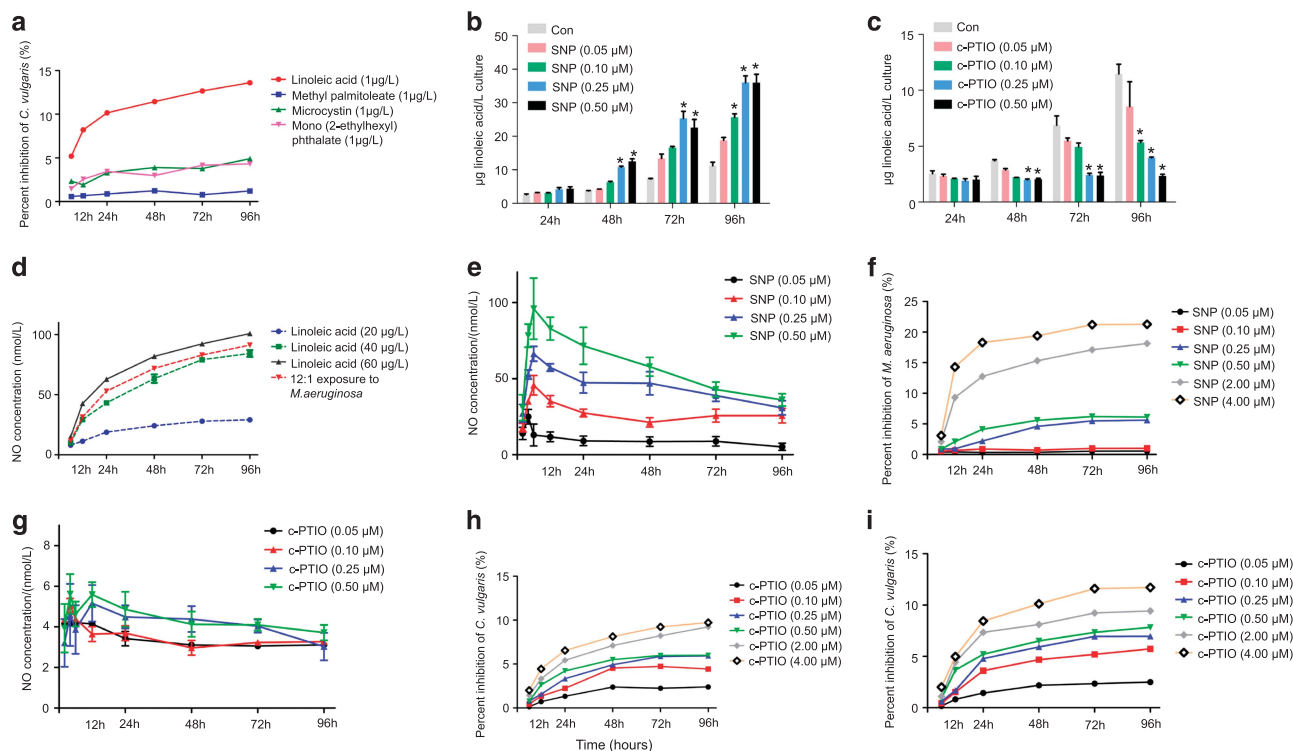 a
Percent inhibition of C. vulgaris (%)
15
10
5
0
12h 24h 48h 72h 96h
Linoleic acid (1µg/L)
Methyl palmitoleate (1µg/L)
Microcystin (1µg/L)
Mono (2-ethylhexyl)
phthalate (1µg/L)
b
µg linoleic acid/L culture
50
40
30
20
10
0
24h 48h 72h 96h
Con
SNP (0.05 µM)
SNP (0.10 µM)
SNP (0.25 µM)
SNP (0.50 µM)
* * * * * * *
c
µg linoleic acid/L culture
15
10
5
0
24h 48h 72h 96h
Con
c-PTIO (0.05 µM)
c-PTIO (0.10 µM)
c-PTIO (0.25 µM)
c-PTIO (0.50 µM)
* * * * * * *
d
NO concentration (nmol/L)
100
50
0
12h 24h 48h 72h 96h
Linoleic acid (20 µg/L)
Linoleic acid (40 µg/L)
Linoleic acid (60 µg/L)
12:1 exposure to
M.aeruginosa
e
NO concentration/(nmol/L)
100
50
0
12h 24h 48h 72h 96h
SNP (0.05 µM)
SNP (0.10 µM)
SNP (0.25 µM)
SNP (0.50 µM)
f
Percent inhibition of M. aeruginosa (%)
25
20
15
10
5
0
12h 24h 48h 72h 96h
SNP (0.05 µM)
SNP (0.10 µM)
SNP (0.25 µM)
SNP (0.50 µM)
SNP (2.00 µM)
SNP (4.00 µM)
g
NO concentration/(nmol/L)
8
6
4
2
0
12h 24h 48h 72h 96h
c-PTIO (0.05 µM)
c-PTIO (0.10 µM)
c-PTIO (0.25 µM)
c-PTIO (0.50 µM)
h
Percent inhibition of C. vulgaris (%)
15
10
5
0
12h 24h 48h 72h 96h
Time (hours)
c-PTIO (0.05 µM)
c-PTIO (0.10 µM)
c-PTIO (0.25 µM)
c-PTIO (0.50 µM)
c-PTIO (2.00 µM)
c-PTIO (4.00 µM)
i
Percent inhibition of C. vulgaris (%)
15
10
5
0
12h 24h 48h 72h 96h
c-PTIO (0.05 µM)
c-PTIO (0.10 µM)
c-PTIO (0.25 µM)
c-PTIO (0.50 µM)
c-PTIO (2.00 µM)
c-PTIO (4.00 µM)